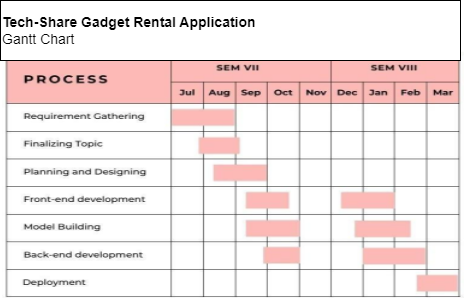 Tech-Share Gadget Rental Application
Gantt Chart
PROCESS
SEM VII
SEM VIII
Jul Aug Sep Oct Nov Dec Jan Feb Mar
Requirement Gathering
Finalizing Topic
Planning and Designing
Front-end development
Model Building
Back-end development
Deployment